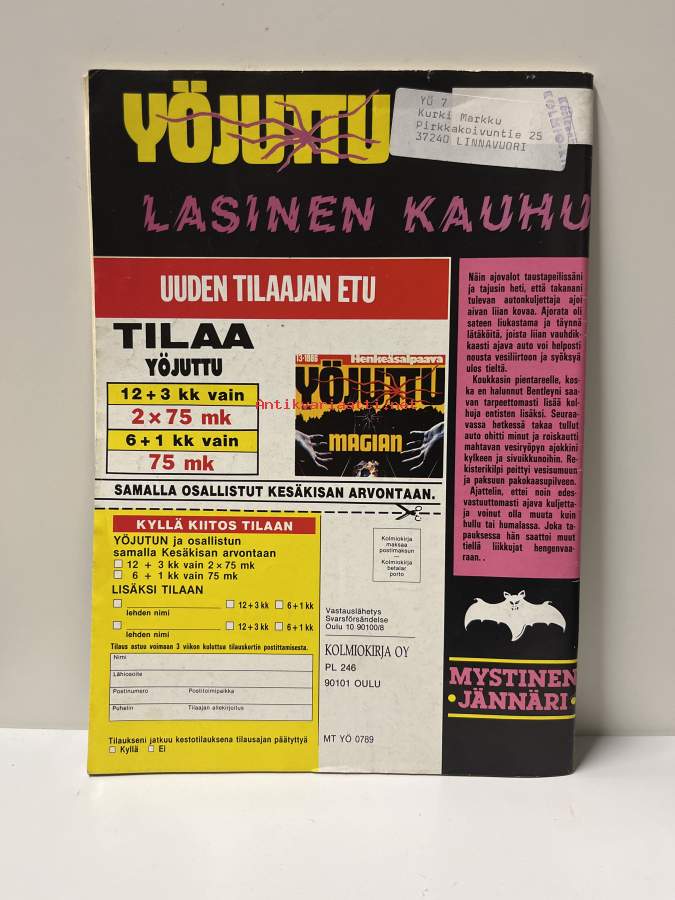 YÖJUTTU
YÖ 7
Kurki Markku
Pirkkakoivuntie 25
37240 LINNAVUORI
LASINEN KAUHU
UUDEN TILAAJAN ETU
TILAA
YÖJUTTU
12 + 3 kk vain
2 × 75 mk
6 + 1 kk vain
75 mk
13·1986 Henkeäsalpaava
YÖJUTTU
MAGIAN
Antikvariaatti.net
SAMALLA OSALLISTUT KESÄKISAN ARVONTAAN.
KYLLÄ KIITOS TILAAN
YÖJUTUN ja osallistun
samalla Kesäkisan arvontaan
12 + 3 kk vain 2 × 75 mk
6 + 1 kk vain 75 mk
LISÄKSI TILAAN
12 + 3 kk 6 + 1 kk
lehden nimi
12 + 3 kk 6 + 1 kk
lehden nimi
Tilaus astuu voimaan 3 viikon kuluttua tilauskortin postittamisesta.
Nimi
Lähiosoite
Postinumero Postitoimipaikka
Puhelin Tilaajan allekirjoitus
Tilaukseni jatkuu kestotilauksena tilausajan päätyttyä
Kyllä Ei
Kolmiokirja
maksaa
postimaksun
—
Kolmiokirja
betalar
porto
Vastauslähetys
Svarsförsändelse
Oulu 10 90100/8
KOLMIOKIRJA OY
PL 246
90101 OULU
MT YÖ 0789
Näin ajovalot taustapeilissäni
ja tajusin heti, että takanani
tulevan autonkuljettaja ajoi
aivan liian kovaa. Ajorata oli
sateen liukastama ja täynnä
lätäköitä, joista liian vauhdik-
kaasti ajava auto voi helposti
nousta vesiliirtoon ja syöksyä
ulos tieltä.
Koukkasin pientareelle, kos-
ka en halunnut Bentleyni saa-
van tarpeettomasti lisää kol-
huja entisten lisäksi. Seuraa-
vassa hetkessä takaa tullut
auto ohitti minut ja roiskautti
mahtavan vesiryöpyn ajokkini
kylkeen ja sivuikkunoihin. Re-
kisterikilpi peittyi vesisumuun
ja paksuun pakokaasupilveen.
Ajattelin, ettei noin edes-
vastuuttomasti ajava kuljetta-
ja voinut olla muuta kuin
hullu tai humalassa. Joka ta-
pauksessa hän saattoi muut
tiellä liikkujat hengenvaa-
raan. .
MYSTINEN
JÄNNÄRI